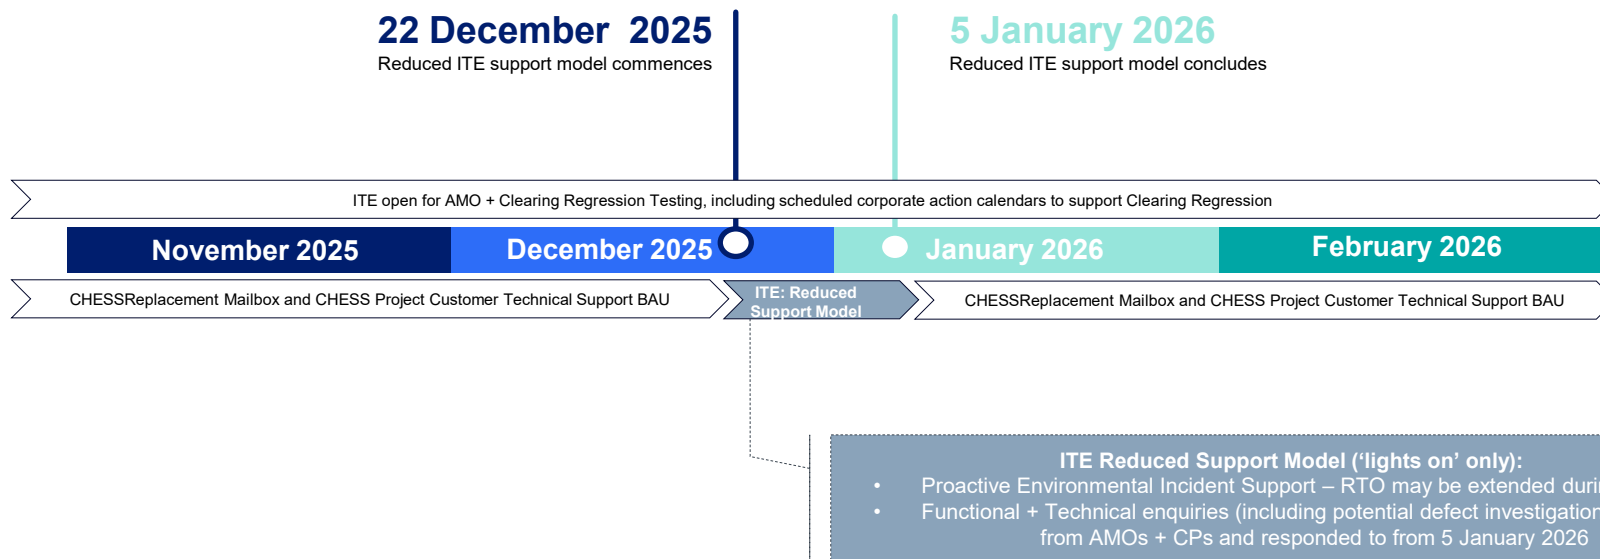 22 December  2025
Reduced ITE support model commences
5 January 2026
Reduced ITE support model concludes
ITE open for AMO + Clearing Regression Testing, including scheduled corporate action calendars to support Clearing Regression
November 2025
December 2025
January 2026
February 2026
CHESSReplacement Mailbox and CHESS Project Customer Technical Support BAU
ITE: Reduced
Support Model
CHESSReplacement Mailbox and CHESS Project Customer Technical Support BAU
ITE Reduced Support Model (‘lights on’ only):
• Proactive Environmental Incident Support – RTO may be extended
• Functional + Technical enquiries (including potential defect
from AMOs + CPs and responded to from 5 January 2026